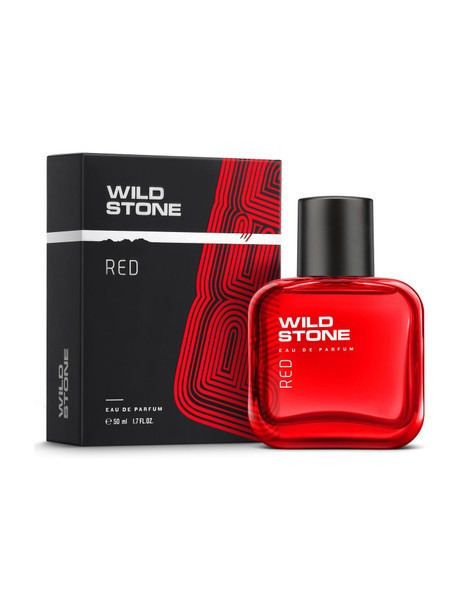 WILD
STONE
RED
EAU DE PARFUM
℮ 50 ml 1.7 FL.OZ.
WILD
STONE
WILD
STONE
EAU DE PARFUM
RED